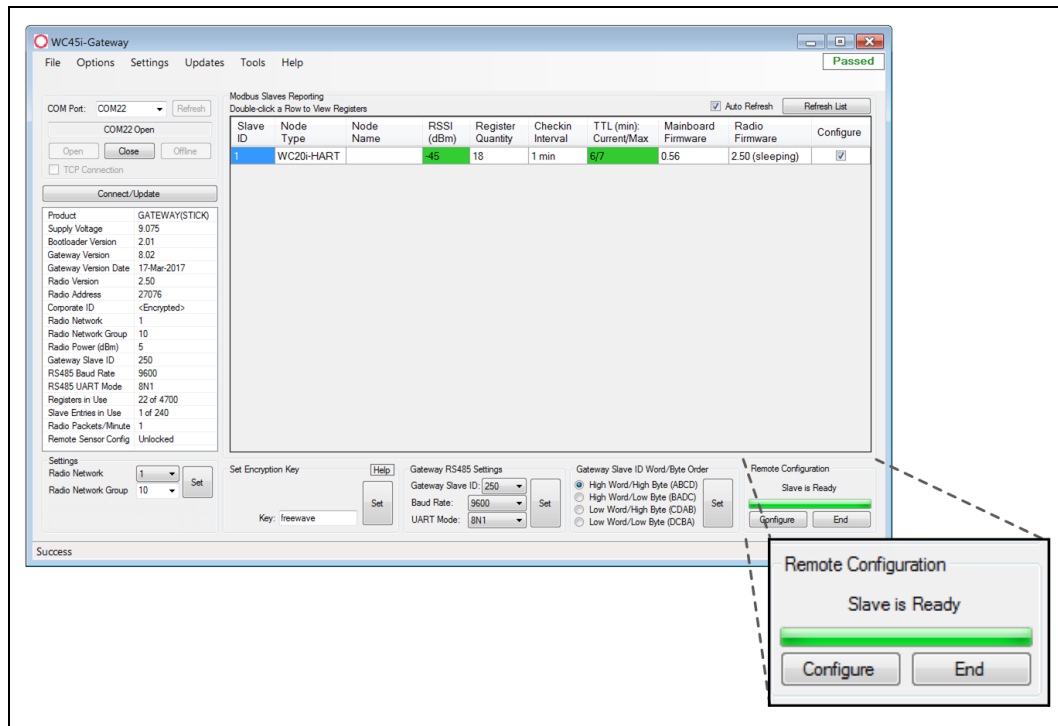 WC45i-Gateway
File Options Settings Updates Tools Help
Passed
COM Port: COM22 Refresh
COM22 Open
Open Close Offline
TCP Connection
Connect/Update
Product GATEWAY(STICK)
Supply Voltage 9.075
Bootloader Version 2.01
Gateway Version 8.02
Gateway Version Date 17-Mar-2017
Radio Version 2.50
Radio Address 27076
Corporate ID <Encrypted>
Radio Network 1
Radio Network Group 10
Radio Power (dBm) 5
Gateway Slave ID 250
RS485 Baud Rate 9600
RS485 UART Mode 8N1
Registers in Use 22 of 4700
Slave Entries in Use 1 of 240
Radio Packets/Minute 1
Remote Sensor Config Unlocked
Modbus Slaves Reporting
Double-click a Row to View Registers
Auto Refresh Refresh List
Slave ID Node Type Node Name RSSI (dBm) Register Quantity Checkin Interval TTL (min): Current/Max Mainboard Firmware Radio Firmware Configure
1 WC20i-HART -45 18 1 min 6/7 0.56 2.50 (sleeping)
Settings
Radio Network 1
Radio Network Group 10
Set
Set Encryption Key Help
Key: freewave
Set
Gateway RS485 Settings
Gateway Slave ID: 250
Baud Rate: 9600
UART Mode: 8N1
Set
Gateway Slave ID Word/Byte Order
High Word/High Byte (ABCD)
High Word/Low Byte (BADC)
Low Word/High Byte (CDAB)
Low Word/Low Byte (DCBA)
Set
Remote Configuration
Slave is Ready
Configure End
Success
Remote Configuration
Slave is Ready
Configure End